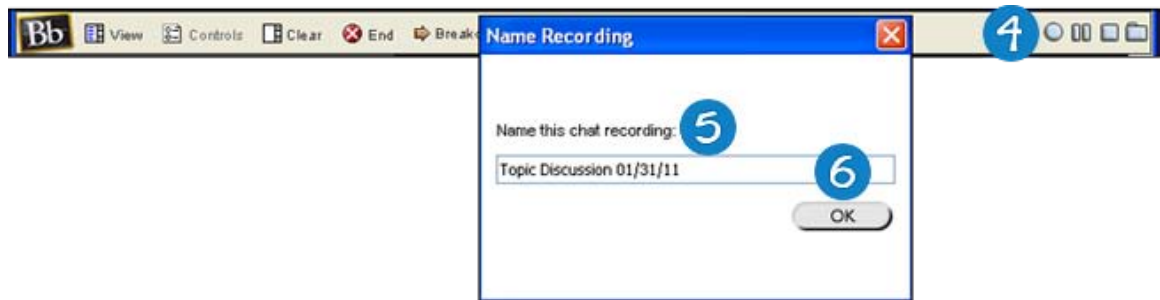 Bb View Controls Clear End Break Name Recording 4
Name this chat recording: 5
Topic Discussion 01/31/11 6
OK